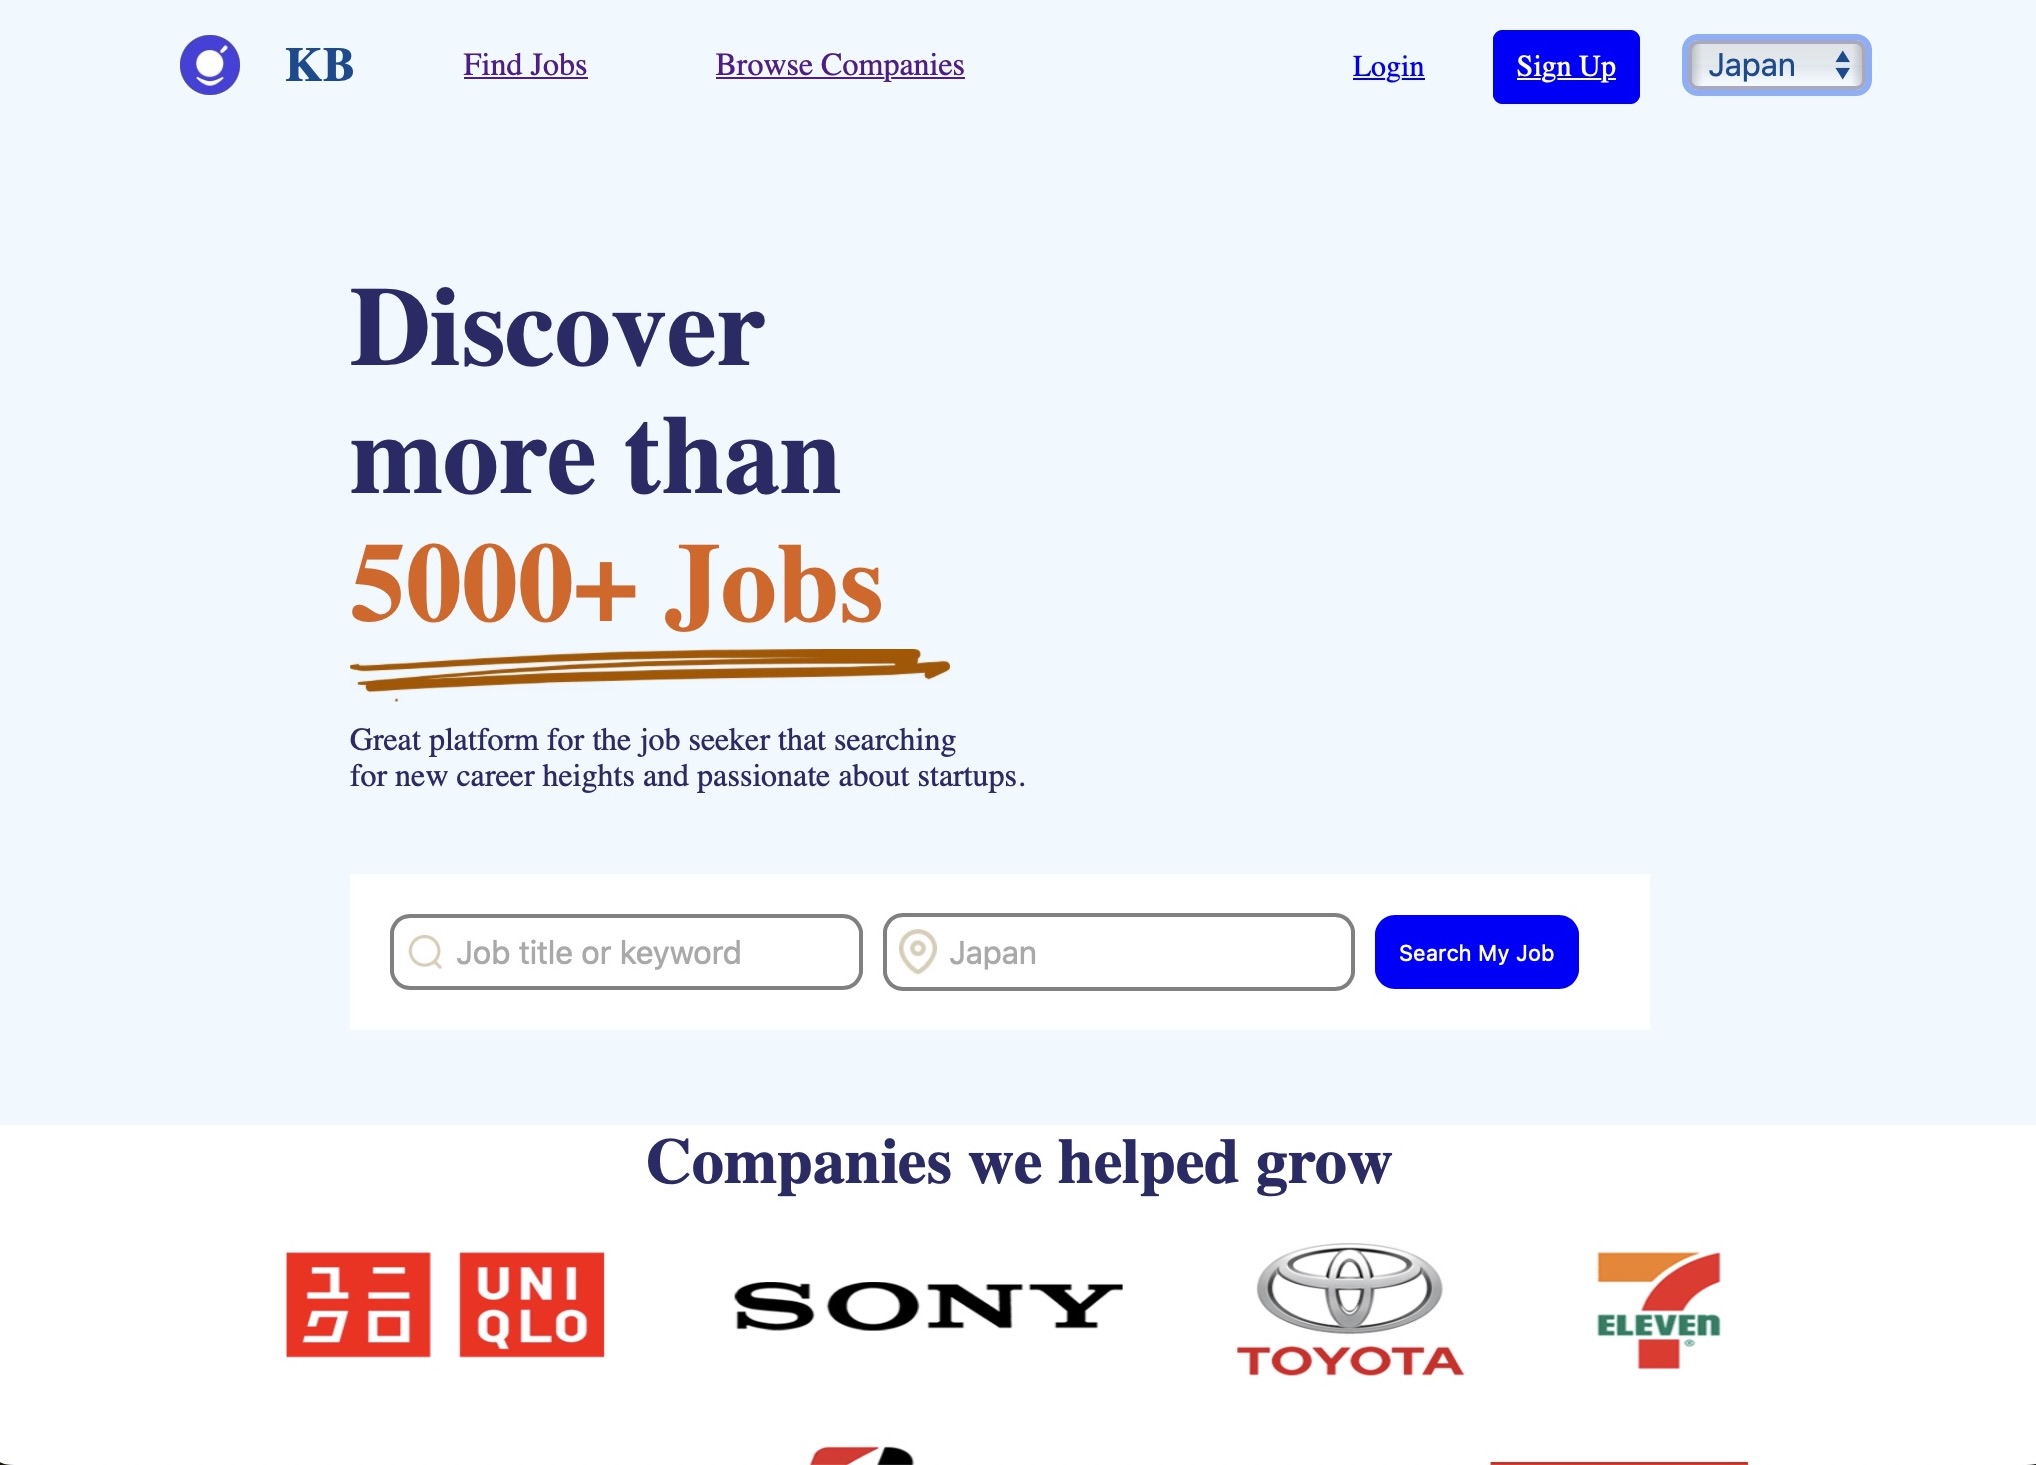 KB
Find Jobs
Browse Companies
Login
Sign Up
Japan
Discover
more than
5000+ Jobs
Great platform for the job seeker that searching
for new career heights and passionate about startups.
Job title or keyword
Japan
Search My Job
Companies we helped grow
ユニ
クロ
UNI
QLO
SONY
TOYOTA
7
ELEVEn
®